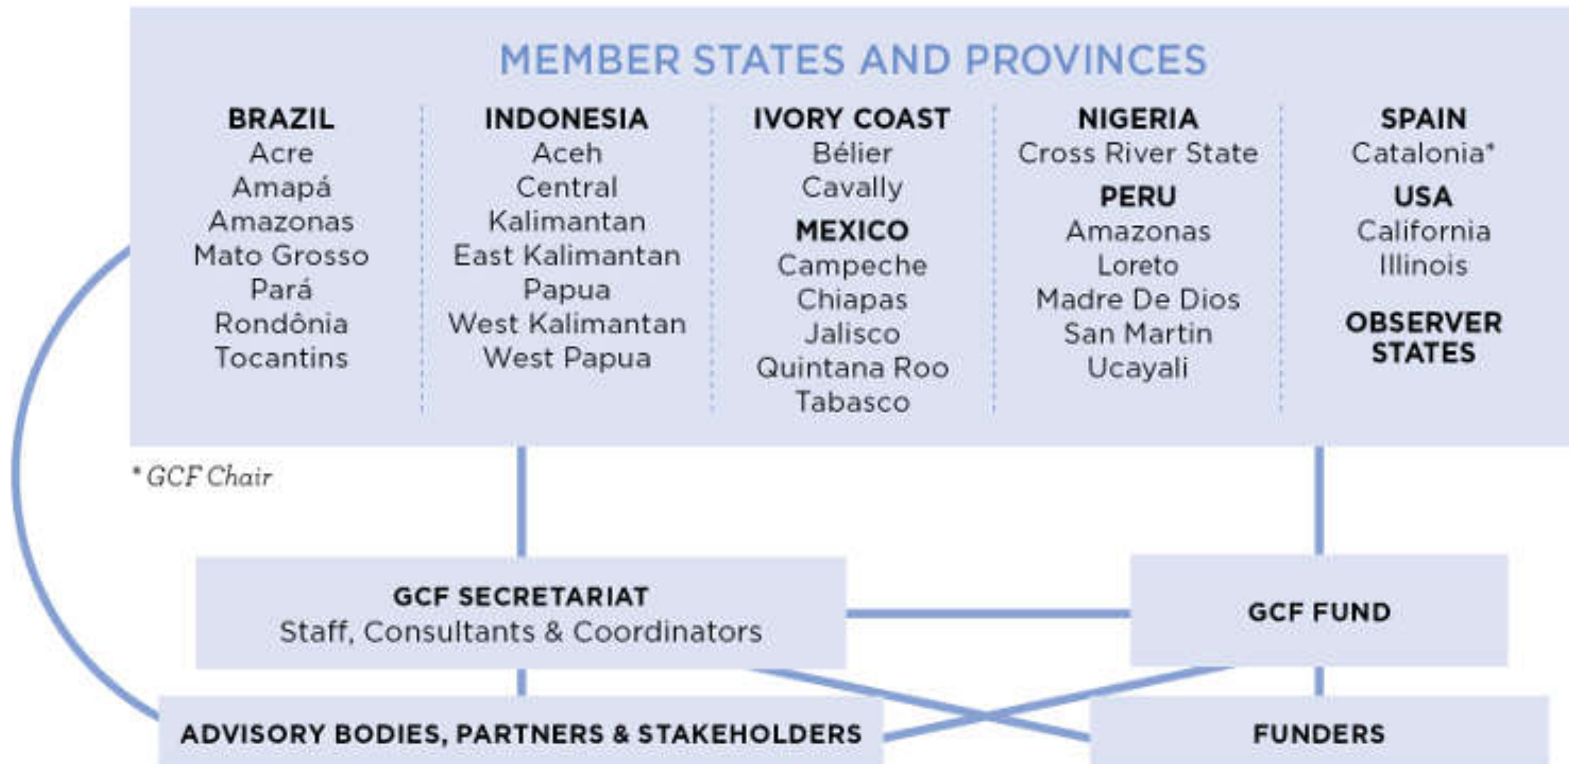 MEMBER STATES AND PROVINCES
BRAZIL
Acre
Amapá
Amazonas
Mato Grosso
Pará
Rondônia
Tocantins
INDONESIA
Aceh
Central
Kalimantan
East Kalimantan
Papua
West Kalimantan
West Papua
IVORY COAST
Bélier
Cavally
MEXICO
Campeche
Chiapas
Jalisco
Quintana Roo
Tabasco
NIGERIA
Cross River State
PERU
Amazonas
Loreto
Madre De Dios
San Martin
Ucayali
SPAIN
Catalonia*
USA
California
Illinois
OBSERVER
STATES
* GCF Chair
GCF SECRETARIAT
Staff, Consultants & Coordinators
GCF FUND
ADVISORY BODIES, PARTNERS & STAKEHOLDERS
FUNDERS